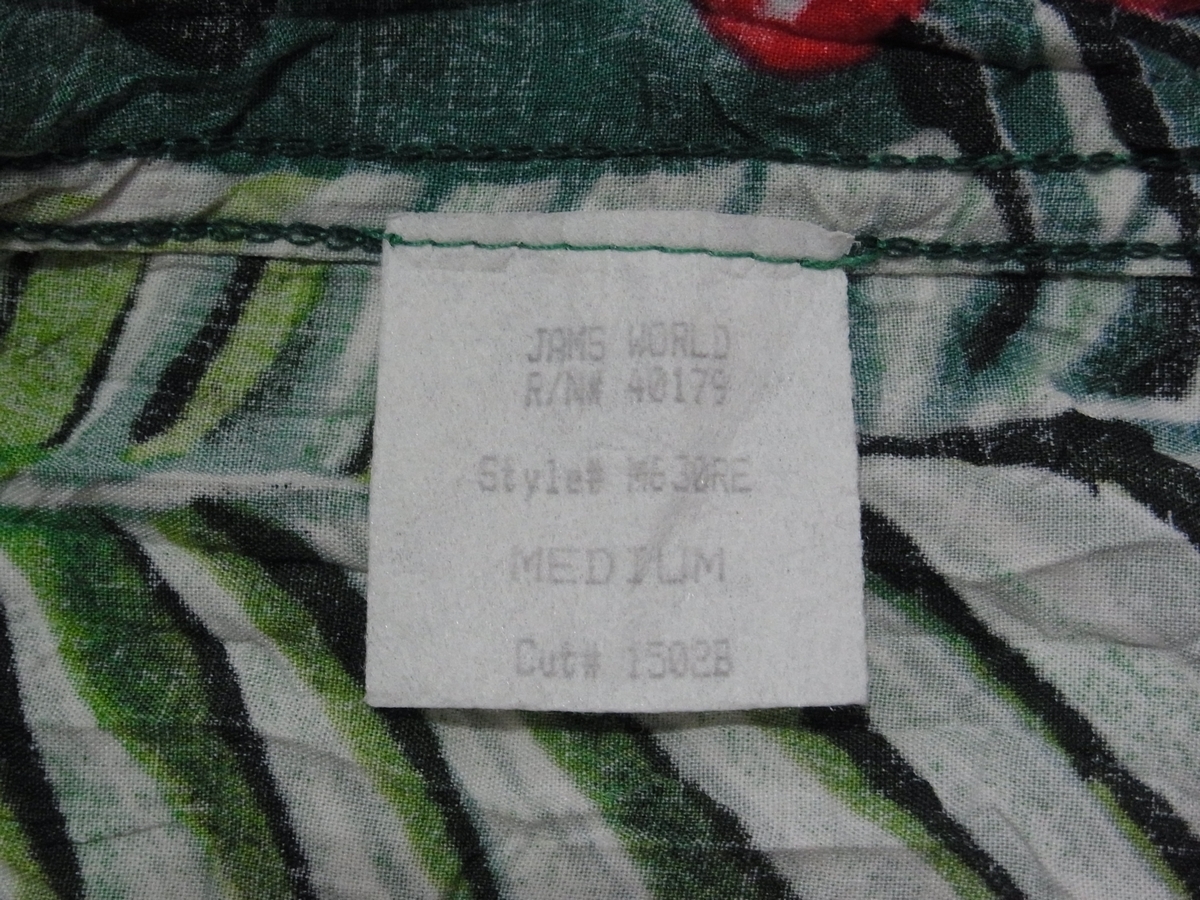 JAMS WORLD
R/N# 40179
Style# M630RE
MEDIUM
Cut# 1502B